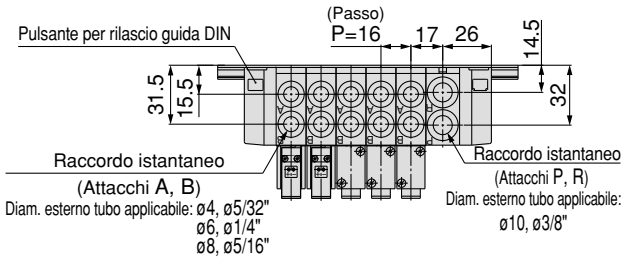 (Passo)
P=16
17
26
Pulsante per rilascio guida DIN
31.5
15.5
14.5
32
A
A
A
A
A
P
B
B
B
B
B
R
Raccordo istantaneo
(Attacchi A, B)
Diam. esterno tubo applicabile: ø4, ø5/32"
ø6, ø1/4"
ø8, ø5/16"
Raccordo istantaneo
(Attacchi P, R)
Diam. esterno tubo applicabile:
ø10, ø3/8"